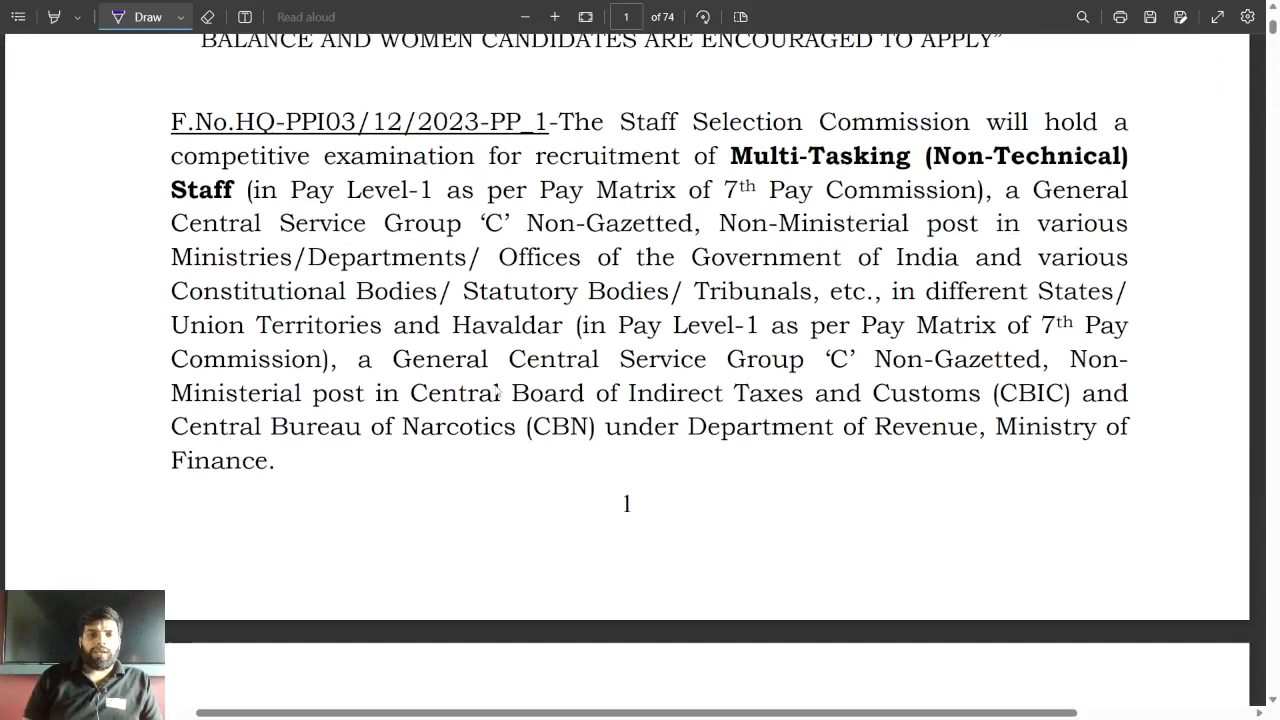 Draw
Read aloud
1
of 74
BALANCE AND WOMEN CANDIDATES ARE ENCOURAGED TO APPLY”
F.No.HQ-PPI03/12/2023-PP_1-The Staff Selection Commission will hold a
competitive examination for recruitment of Multi-Tasking (Non-Technical)
Staff (in Pay Level-1 as per Pay Matrix of 7th Pay Commission), a General
Central Service Group ‘C’ Non-Gazetted, Non-Ministerial post in various
Ministries/Departments/ Offices of the Government of India and various
Constitutional Bodies/ Statutory Bodies/ Tribunals, etc., in different States/
Union Territories and Havaldar (in Pay Level-1 as per Pay Matrix of 7th Pay
Commission), a General Central Service Group ‘C’ Non-Gazetted, Non-
Ministerial post in Central Board of Indirect Taxes and Customs (CBIC) and
Central Bureau of Narcotics (CBN) under Department of Revenue, Ministry of
Finance.
1